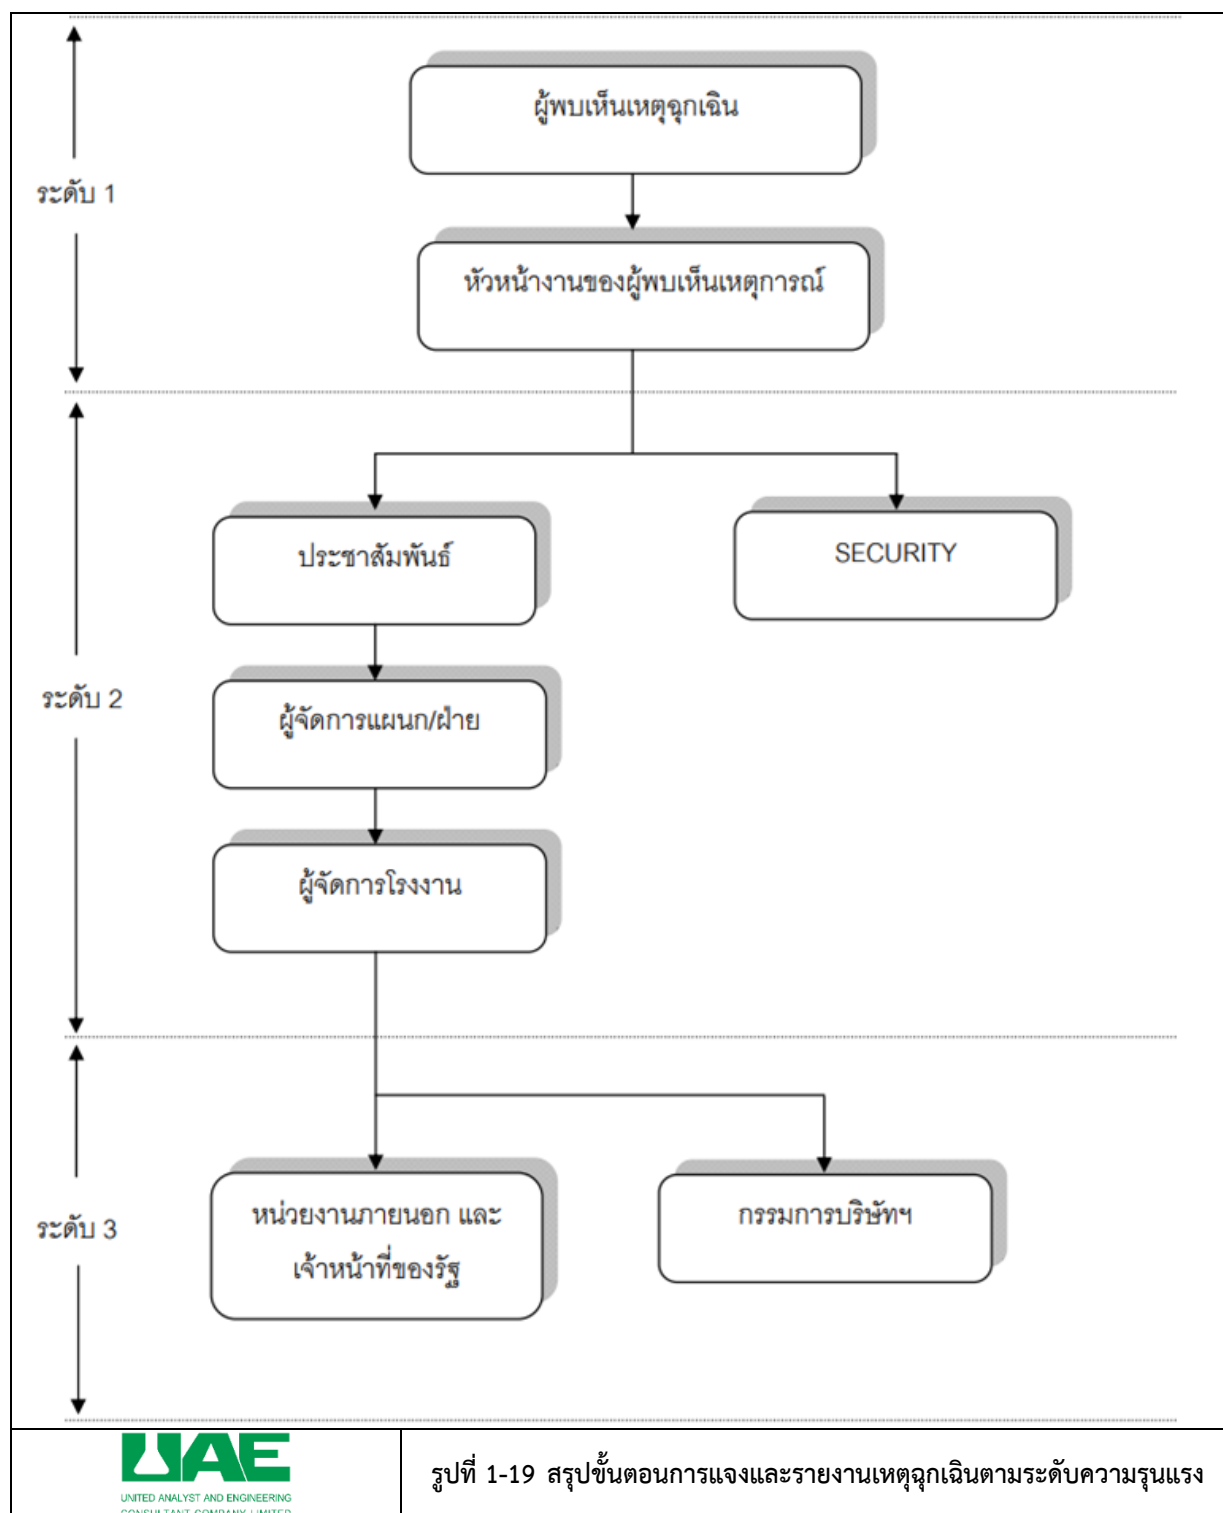 ผู้พบเห็นเหตุฉุกเฉิน
ระดับ 1
หัวหน้างานของผู้พบเห็นเหตุการณ์
ประชาสัมพันธ์
SECURITY
ระดับ 2
ผู้จัดการแผนก/ฝ่าย
ผู้จัดการโรงงาน
หน่วยงานภายนอก และ
เจ้าหน้าที่ของรัฐ
กรรมการบริษัทฯ
ระดับ 3
UAE
UNITED ANALYST AND ENGINEERING
CONSULTANT COMPANY LIMITED
รูปที่ 1-19 สรุปขั้นตอนการแจงและรายงานเหตุฉุกเฉินตามระดับความรุนแรง